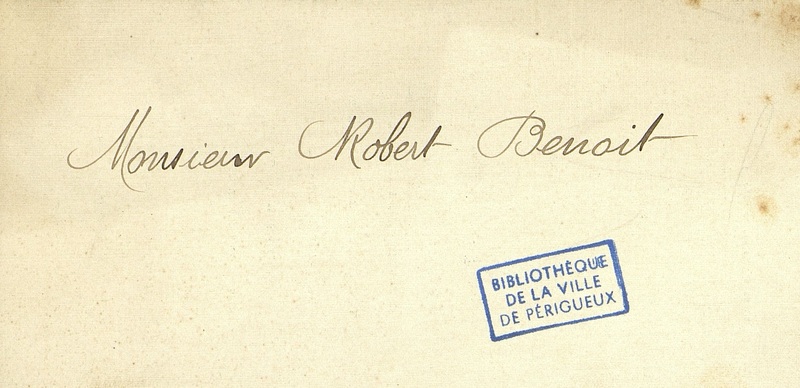 Monsieur Robert Benoit
BIBLIOTHÈQUE
DE LA VILLE
DE PÉRIGUEUX